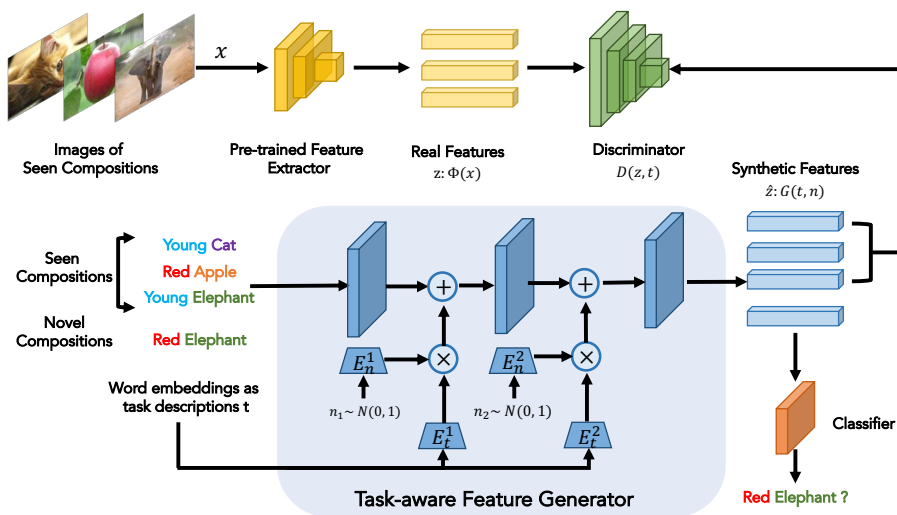 x
Images of
Seen Compositions
Pre-trained Feature
Extractor
Real Features
z: Φ(x)
Discriminator
D(z, t)
Synthetic Features
ẑ: G(t, n)
Seen
Compositions
Young Cat
Red Apple
Young Elephant
Novel
Compositions
Red Elephant
+
+
E_n^1
×
E_n^2
×
Word embeddings as
task descriptions t
n₁~ N(0, 1)
n₂~ N(0, 1)
E_t^1
E_t^2
Classifier
Task-aware Feature Generator
Red Elephant ?